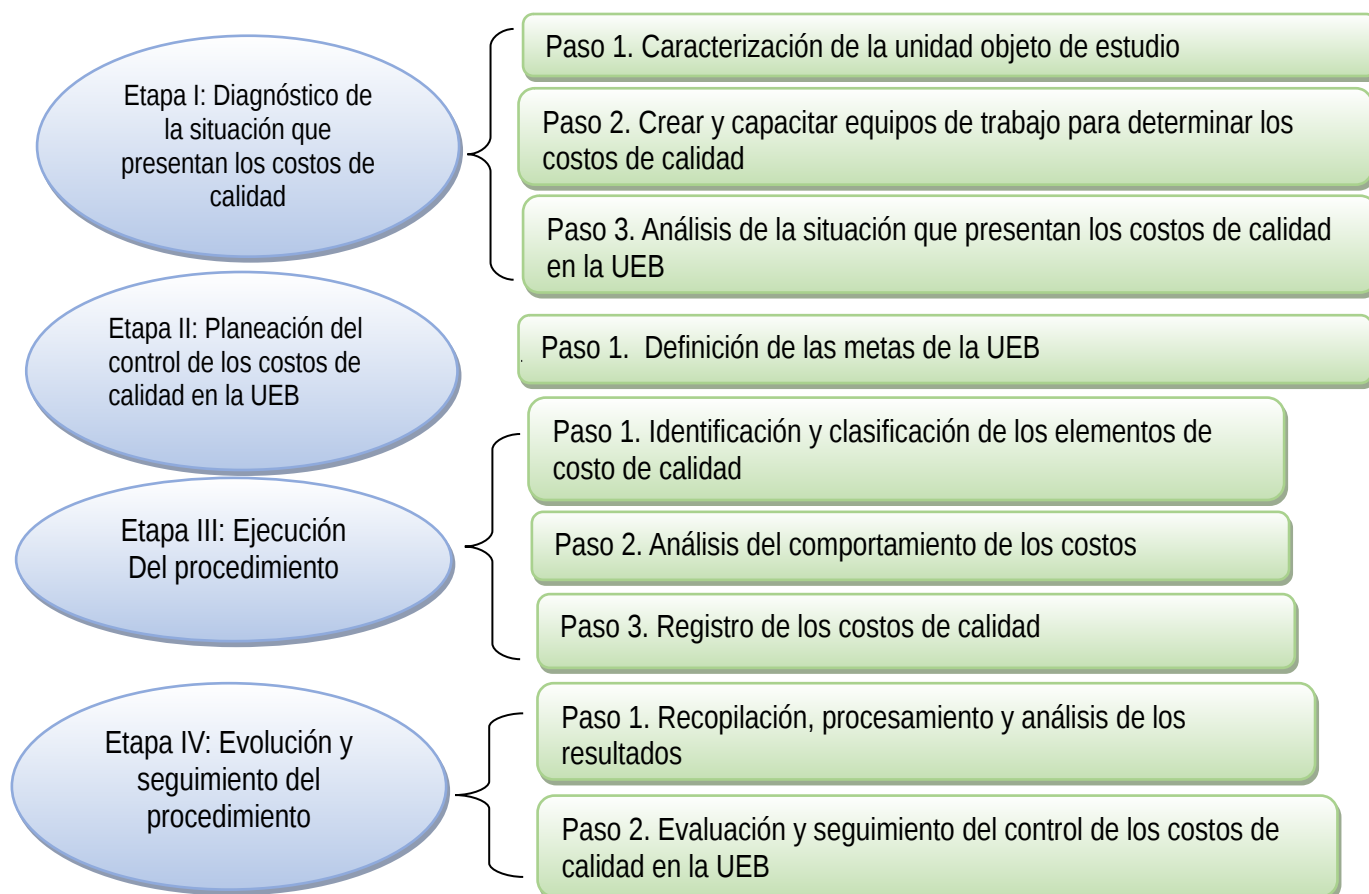 Etapa I: Diagnóstico de
la situación que
presentan los costos de
calidad
Paso 1. Caracterización de la unidad objeto de estudio
Paso 2. Crear y capacitar equipos de trabajo para determinar los
costos de calidad
Paso 3. Análisis de la situación que presentan los costos de calidad
en la UEB
Etapa II: Planeación del
control de los costos de
calidad en la UEB
Paso 1. Definición de las metas de la UEB
Etapa III: Ejecución
Del procedimiento
Paso 1. Identificación y clasificación de los elementos de
costo de calidad
Paso 2. Análisis del comportamiento de los costos
Paso 3. Registro de los costos de calidad
Etapa IV: Evolución y
seguimiento del
procedimiento
Paso 1. Recopilación, procesamiento y análisis de los
resultados
Paso 2. Evaluación y seguimiento del control de los costos de
calidad en la UEB